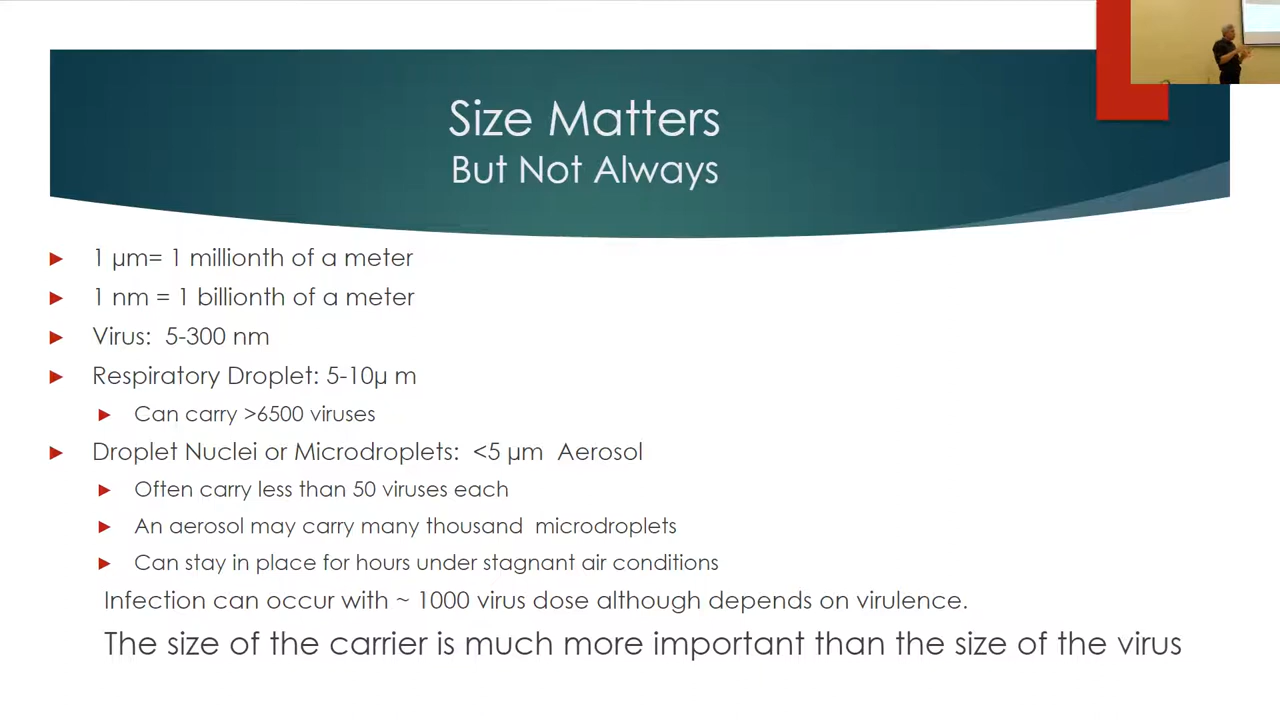 Size Matters
But Not Always
1 µm= 1 millionth of a meter
1 nm = 1 billionth of a meter
Virus:  5-300 nm
Respiratory Droplet: 5-10µ m
Can carry >6500 viruses
Droplet Nuclei or Microdroplets:  <5 µm  Aerosol
Often carry less than 50 viruses each
An aerosol may carry many thousand  microdroplets
Can stay in place for hours under stagnant air conditions
Infection can occur with ~ 1000 virus dose although depends on virulence.
The size of the carrier is much more important than the size of the virus